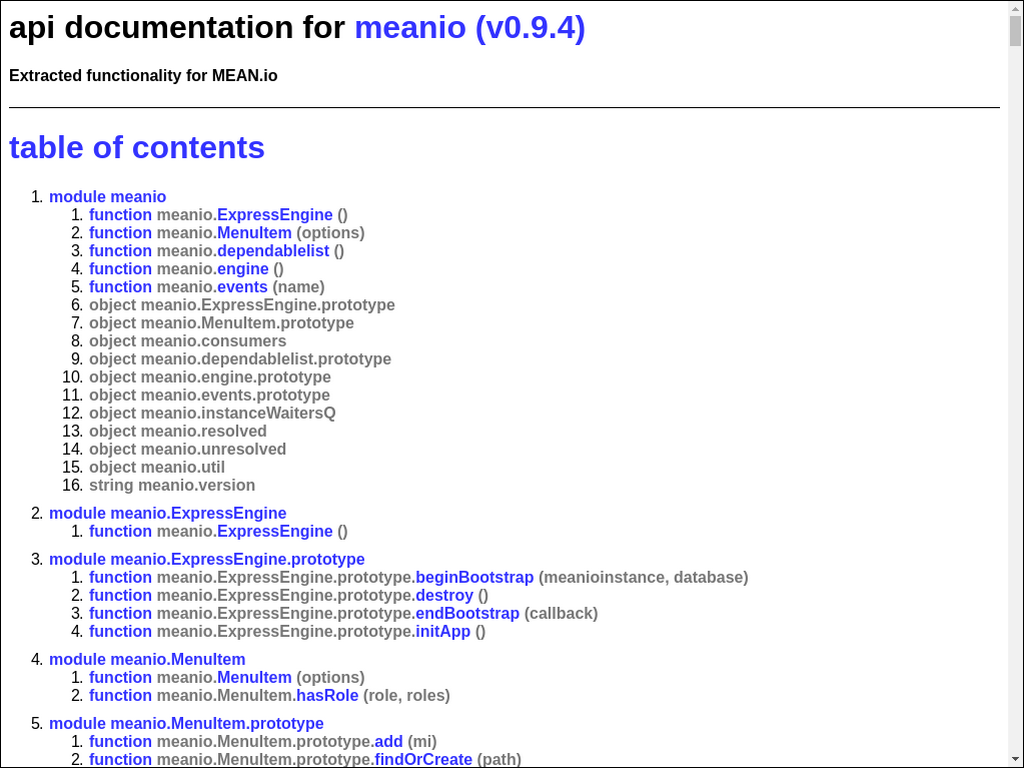 api documentation for meanio (v0.9.4)
Extracted functionality for MEAN.io
table of contents
1. module meanio
1. function meanio.ExpressEngine ()
2. function meanio.MenuItem (options)
3. function meanio.dependablelist ()
4. function meanio.engine ()
5. function meanio.events (name)
6. object meanio.ExpressEngine.prototype
7. object meanio.MenuItem.prototype
8. object meanio.consumers
9. object meanio.dependablelist.prototype
10. object meanio.engine.prototype
11. object meanio.events.prototype
12. object meanio.instanceWaitersQ
13. object meanio.resolved
14. object meanio.unresolved
15. object meanio.util
16. string meanio.version
2. module meanio.ExpressEngine
1. function meanio.ExpressEngine ()
3. module meanio.ExpressEngine.prototype
1. function meanio.ExpressEngine.prototype.beginBootstrap (meanioinstance, database)
2. function meanio.ExpressEngine.prototype.destroy ()
3. function meanio.ExpressEngine.prototype.endBootstrap (callback)
4. function meanio.ExpressEngine.prototype.initApp ()
4. module meanio.MenuItem
1. function meanio.MenuItem (options)
2. function meanio.MenuItem.hasRole (role, roles)
5. module meanio.MenuItem.prototype
1. function meanio.MenuItem.prototype.add (mi)
2. function meanio.MenuItem.prototype.findOrCreate (path)